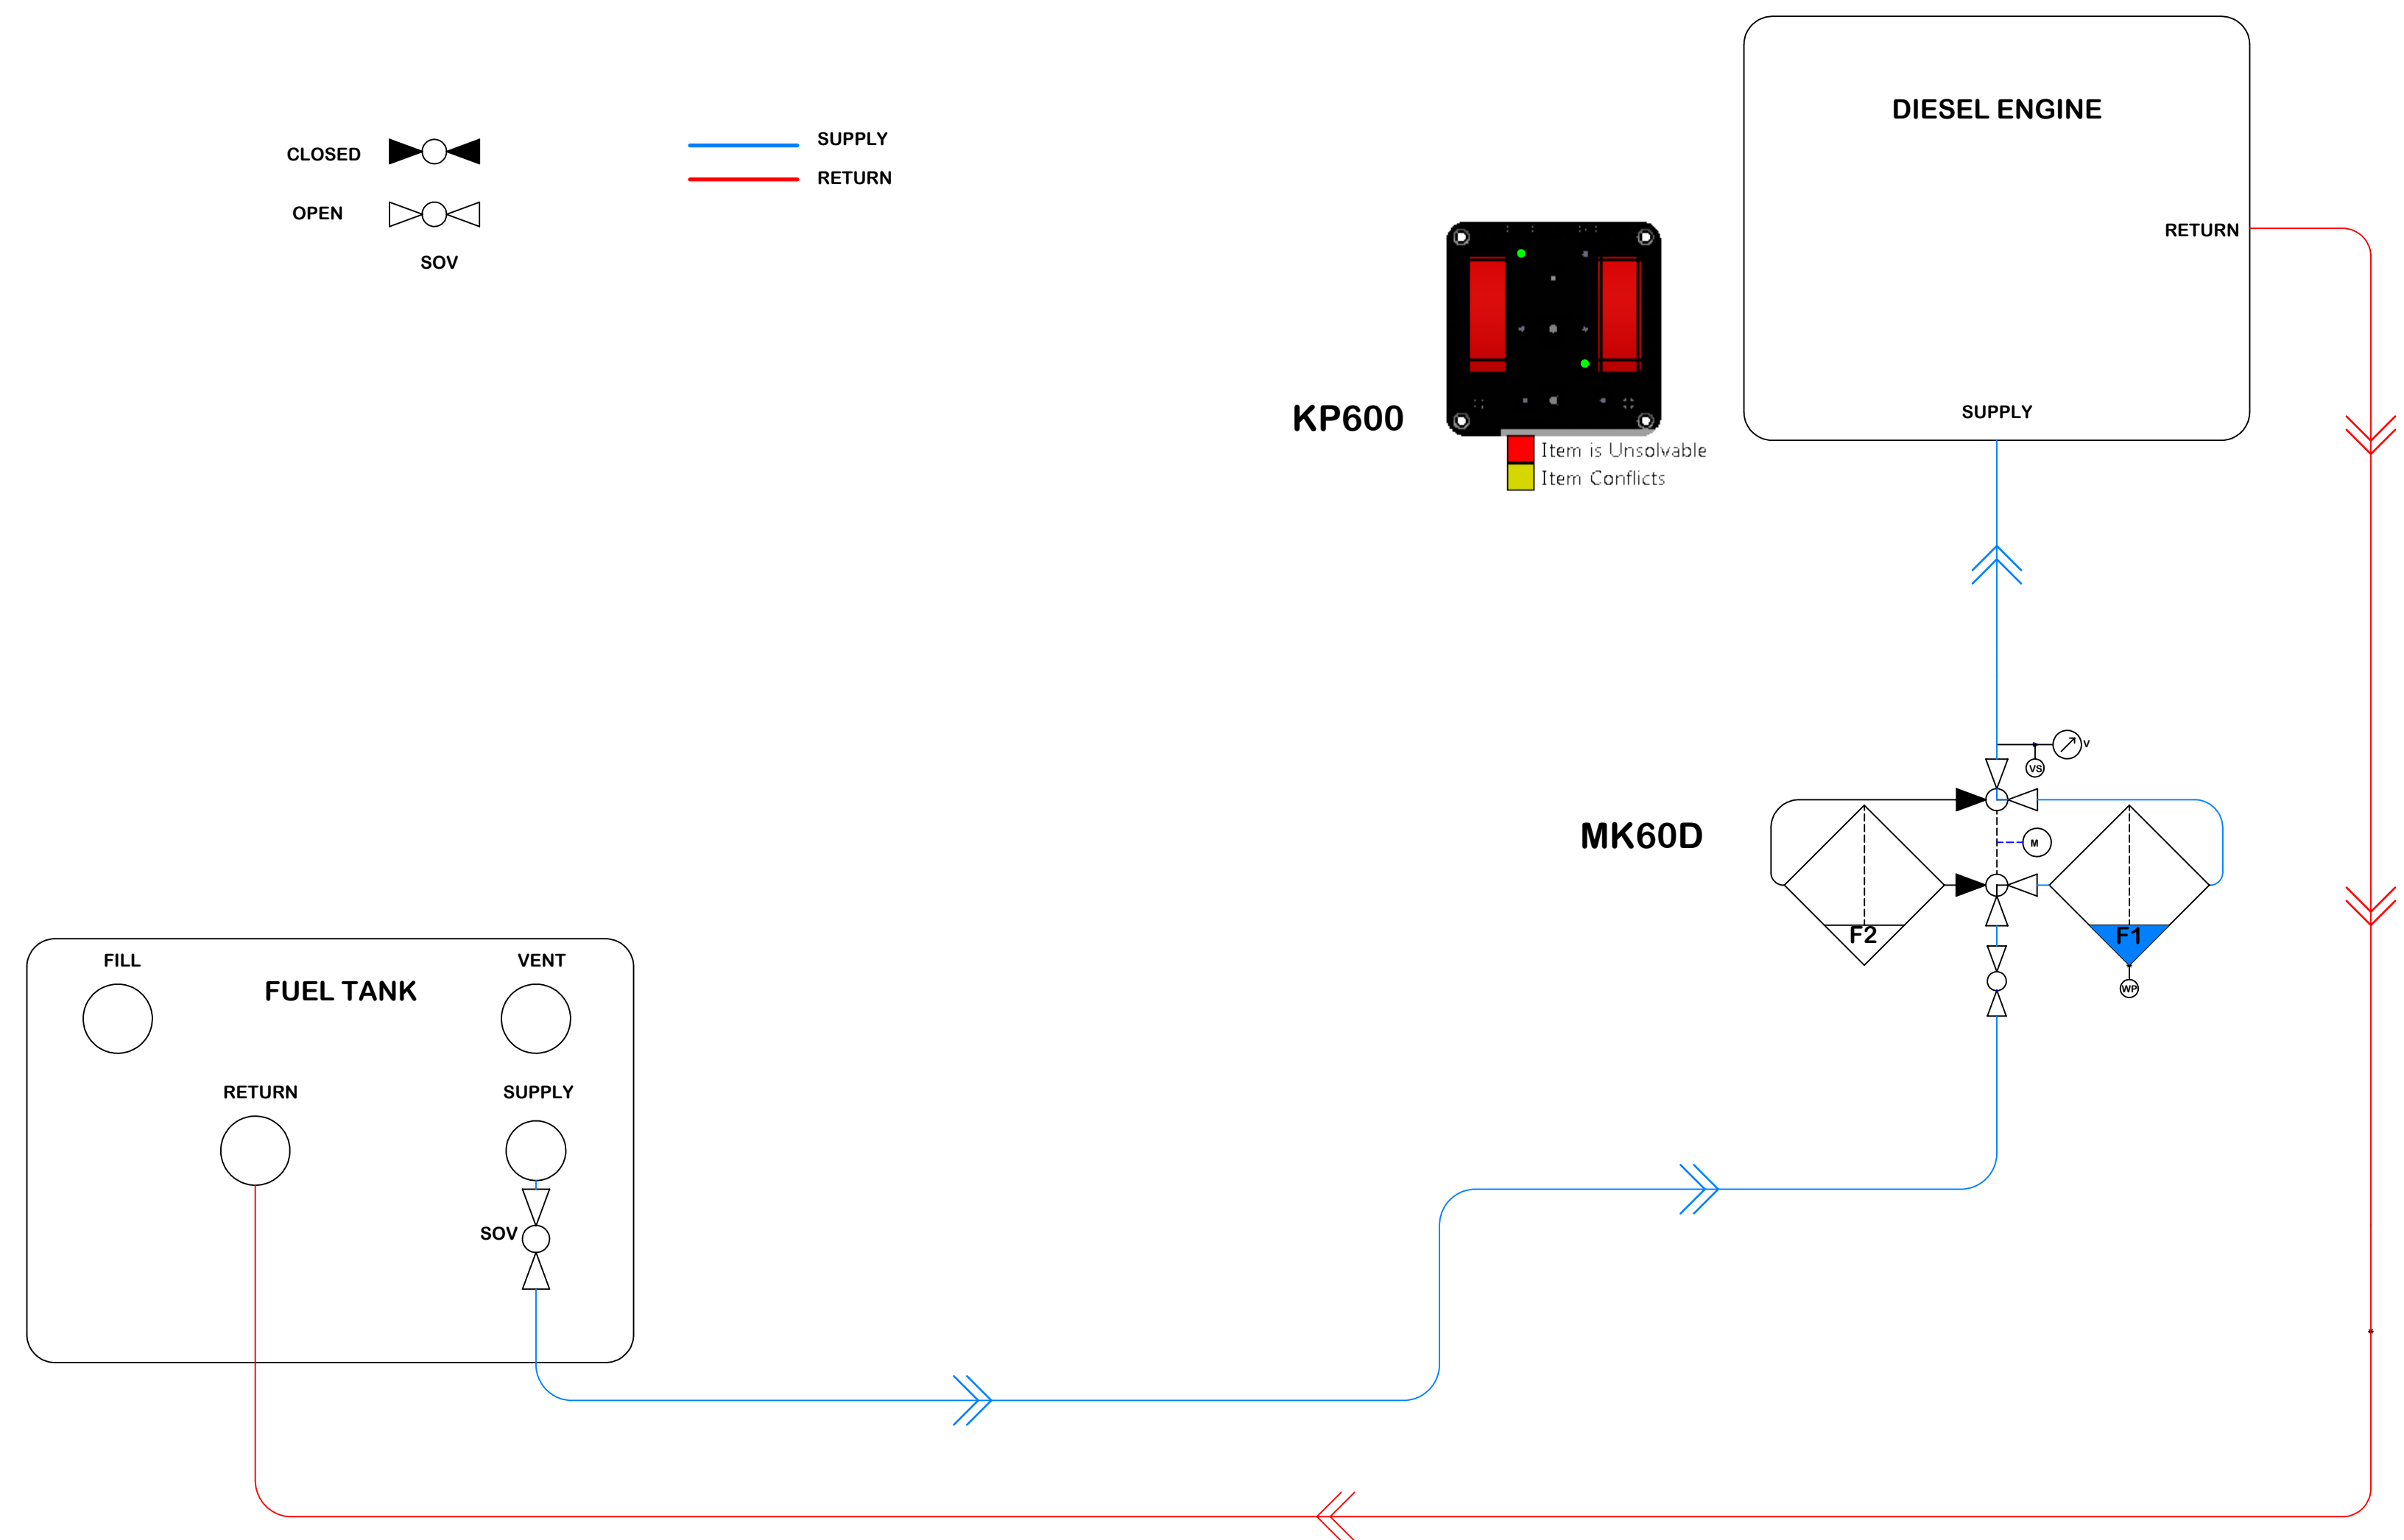 DIESEL ENGINE
SUPPLY
CLOSED
RETURN
OPEN
RETURN
SOV
KP600
SUPPLY
Item is Unsolvable
Item Conflicts
V
VS
MK60D
M
F2
F1
FILL
VENT
WP
FUEL TANK
RETURN
SUPPLY
SOV